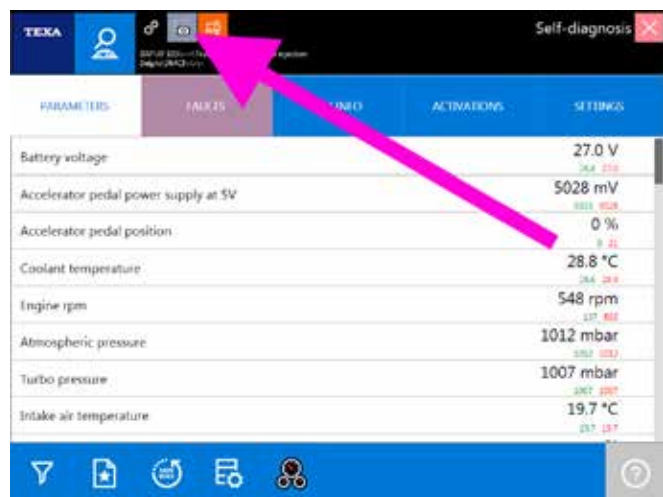 TEXA
Self-diagnosis
PARAMETERS
FAULTS
INFO
ACTIVATIONS
SETTINGS
Battery voltage
27.0 V
Accelerator pedal power supply at 5V
5028 mV
Accelerator pedal position
0 %
Coolant temperature
28.8 °C
Engine rpm
548 rpm
Atmospheric pressure
1012 mbar
Turbo pressure
1007 mbar
Intake air temperature
19.7 °C